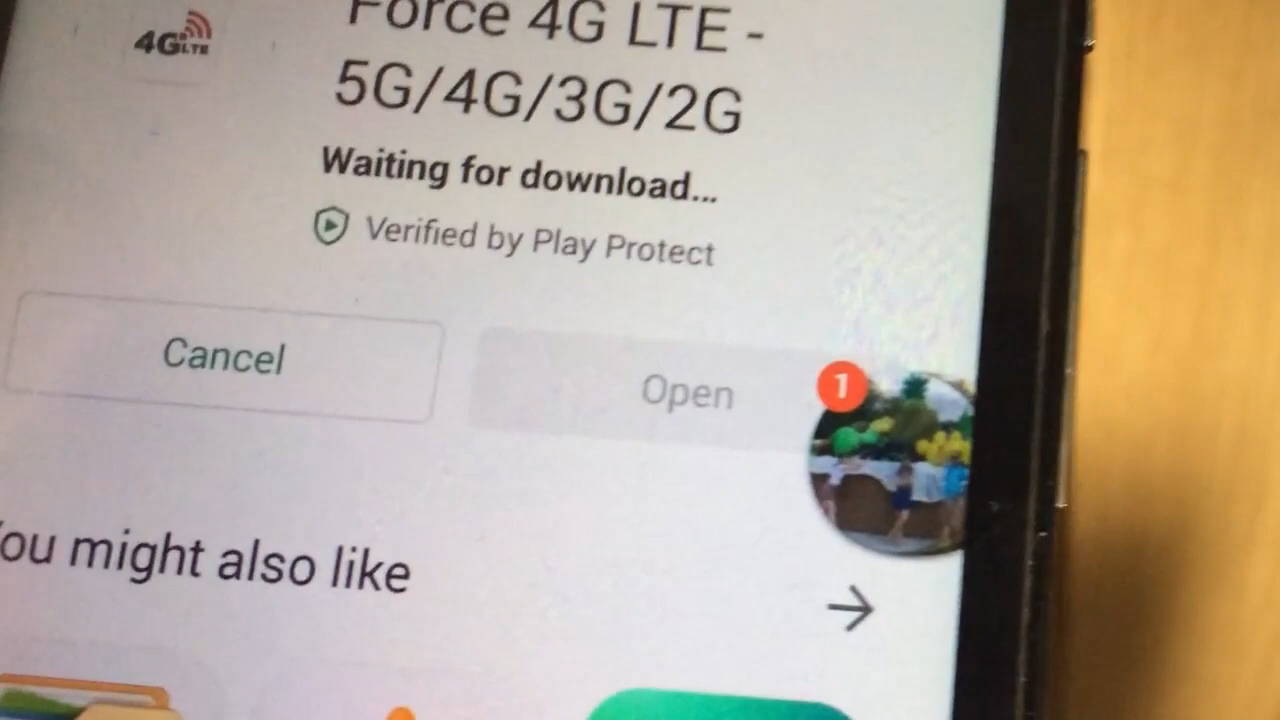 4G LTE
Force 4G LTE -
5G/4G/3G/2G
Waiting for download...
Verified by Play Protect
Cancel
Open
1
You might also like